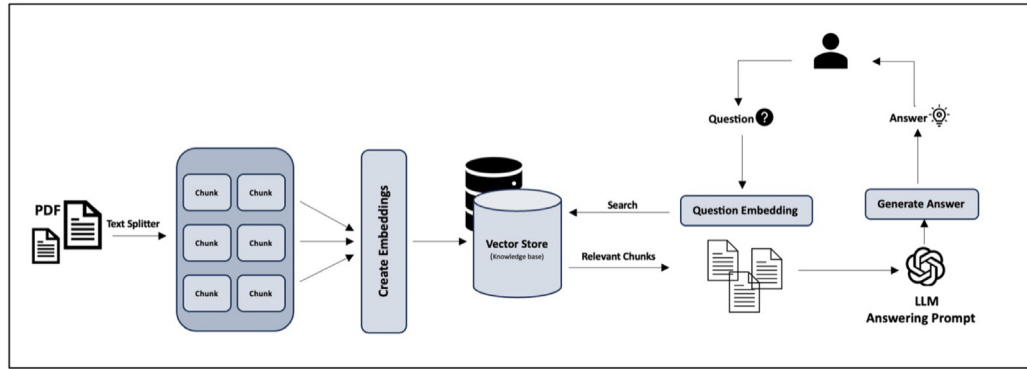 PDF
Text Splitter
Chunk Chunk
Chunk Chunk
Chunk Chunk
Create Embeddings
Vector Store
(Knowledge base)
Search
Relevant Chunks
Question ?
Question Embedding
Answer
Generate Answer
LLM
Answering Prompt